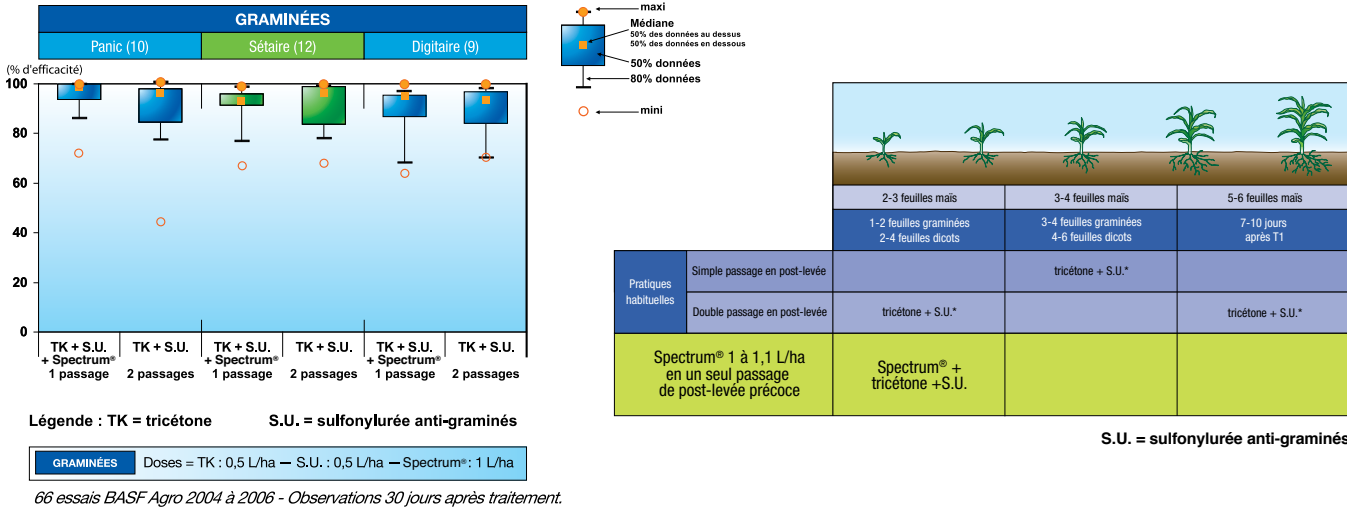 GRAMINÉES
Panic (10)
Sétaire (12)
Digitaire (9)
(% d'efficacité)
100
80
60
40
20
0
TK + S.U.
+ Spectrum®
1 passage
TK + S.U.
2 passages
TK + S.U.
+ Spectrum®
1 passage
TK + S.U.
2 passages
TK + S.U.
+ Spectrum®
1 passage
TK + S.U.
2 passages
Légende : TK = tricétone
S.U. = sulfonylurée anti-graminés
GRAMINÉES
Doses = TK : 0,5 L/ha – S.U. : 0,5 L/ha – Spectrum® : 1 L/ha
66 essais BASF Agro 2004 à 2006 - Observations 30 jours après traitement.
maxi
Médiane
50% des données au dessus
50% des données en dessous
50% données
80% données
mini
2-3 feuilles maïs
3-4 feuilles maïs
5-6 feuilles maïs
1-2 feuilles graminées
2-4 feuilles dicots
3-4 feuilles graminées
4-6 feuilles dicots
7-10 jours
après T1
Pratiques
habituelles
Simple passage en post-levée
tricétone + S.U.*
Double passage en post-levée
tricétone + S.U.*
tricétone + S.U.*
Spectrum® 1 à 1,1 L/ha
en un seul passage
de post-levée précoce
Spectrum® +
tricétone +S.U.
S.U. = sulfonylurée anti-graminés